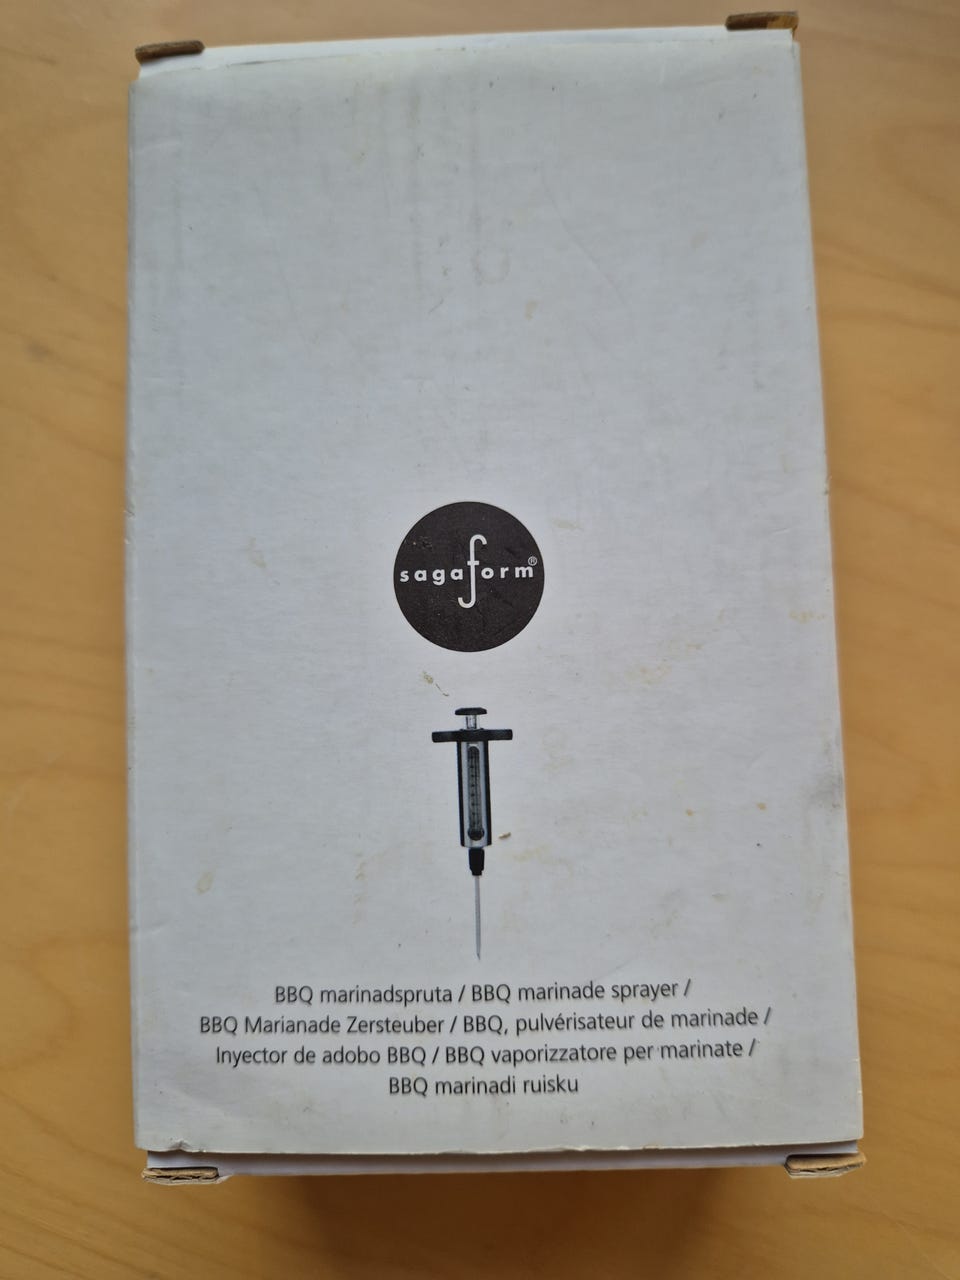 sagaform®
BBQ marinadspruta / BBQ marinade sprayer /
BBQ Marianade Zersteuber / BBQ, pulvérisateur de marinade /
Inyector de adobo BBQ / BBQ vaporizzatore per marinate /
BBQ marinadi ruisku